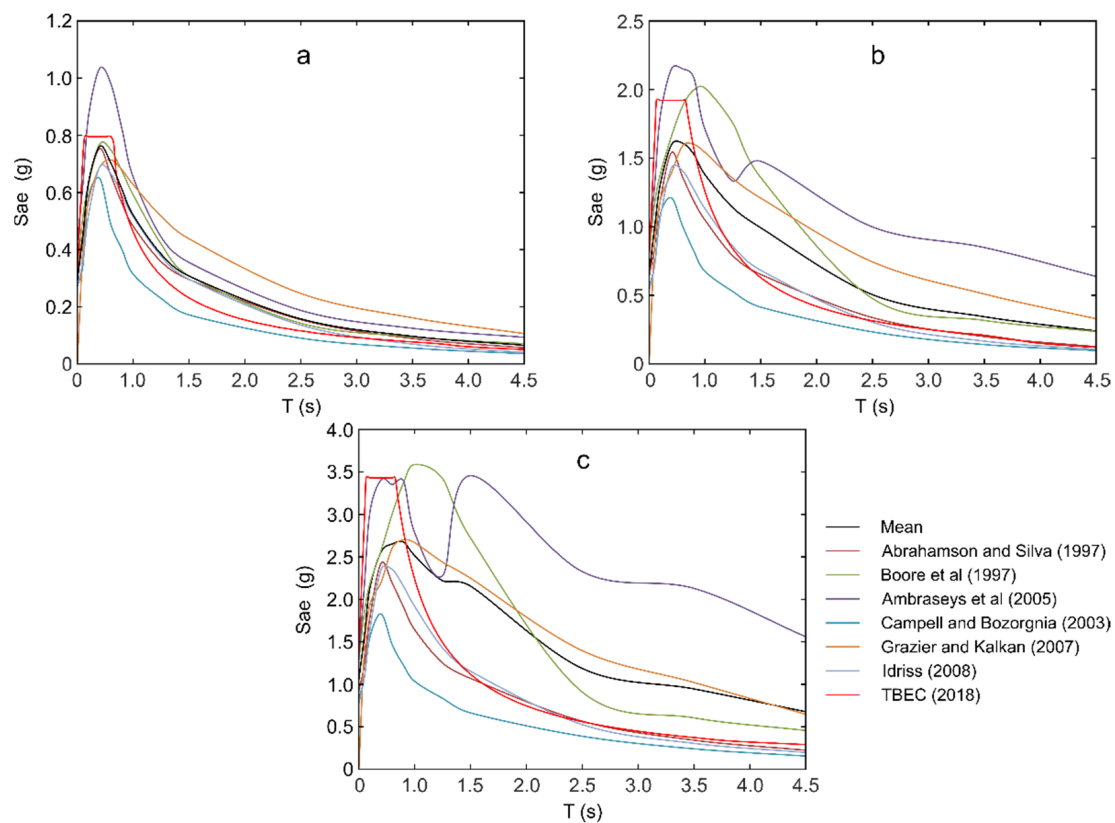 1.2
1.0
0.8
0.6
0.4
0.2
0
Sae (g)
a
0 1.0 1.5 2.0 2.5 3.0 3.5 4.0 4.5
T (s)
2.5
2.0
1.5
1.0
0.5
0
Sae (g)
b
0 1.0 1.5 2.0 2.5 3.0 3.5 4.0 4.5
T (s)
4.0
3.5
3.0
2.5
2.0
1.5
1.0
0.5
0
Sae (g)
c
0 1.0 1.5 2.0 2.5 3.0 3.5 4.0 4.5
T (s)
Mean
Abrahamson and Silva (1997)
Boore et al (1997)
Ambraseys et al (2005)
Campell and Bozorgnia (2003)
Grazier and Kalkan (2007)
Idriss (2008)
TBEC (2018)